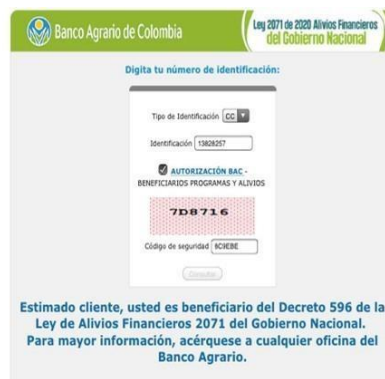 Banco Agrario de Colombia
Ley 2071 de 2020 Alivios Financieros
del Gobierno Nacional
Digita tu número de identificación:
Tipo de Identificación CC
Identificación 13828257
AUTORIZACIÓN BAC -
BENEFICIARIOS PROGRAMAS Y ALIVIOS
7D8716
Código de seguridad 6C9EBE
Consultar
Estimado cliente, usted es beneficiario del Decreto 596 de la
Ley de Alivios Financieros 2071 del Gobierno Nacional.
Para mayor información, acérquese a cualquier oficina del
Banco Agrario.